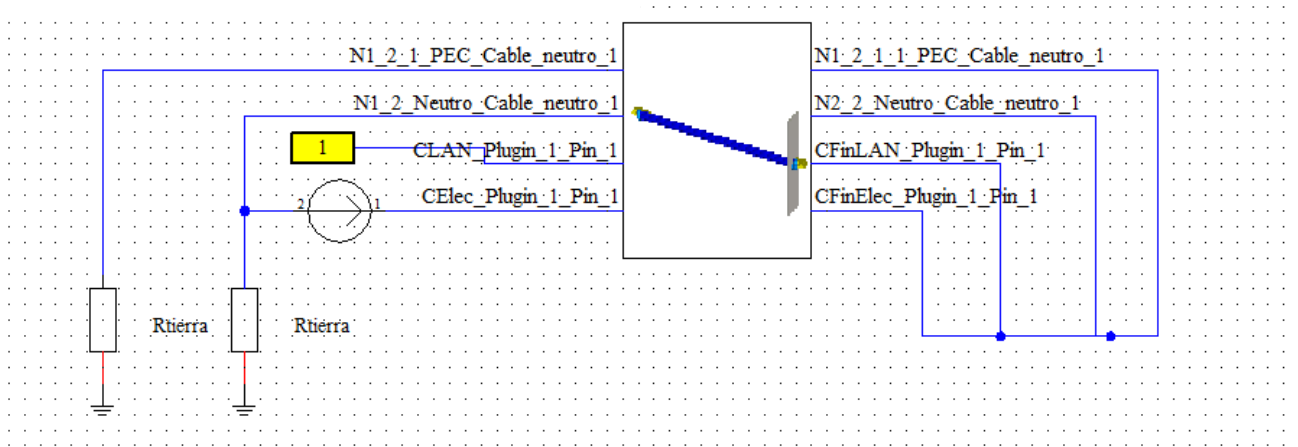 N1_2_1_PEC_Cable_neutro_1
N1_2_1_1_PEC_Cable_neutro_1
N1_2_Neutro_Cable_neutro_1
N2_2_Neutro_Cable_neutro_1
1
CLAN_Plugin_1_Pin_1
CFinLAN_Plugin_1_Pin_1
CElec_Plugin_1_Pin_1
CFinElec_Plugin_1_Pin_1
2
1
Rtierra
Rtierra